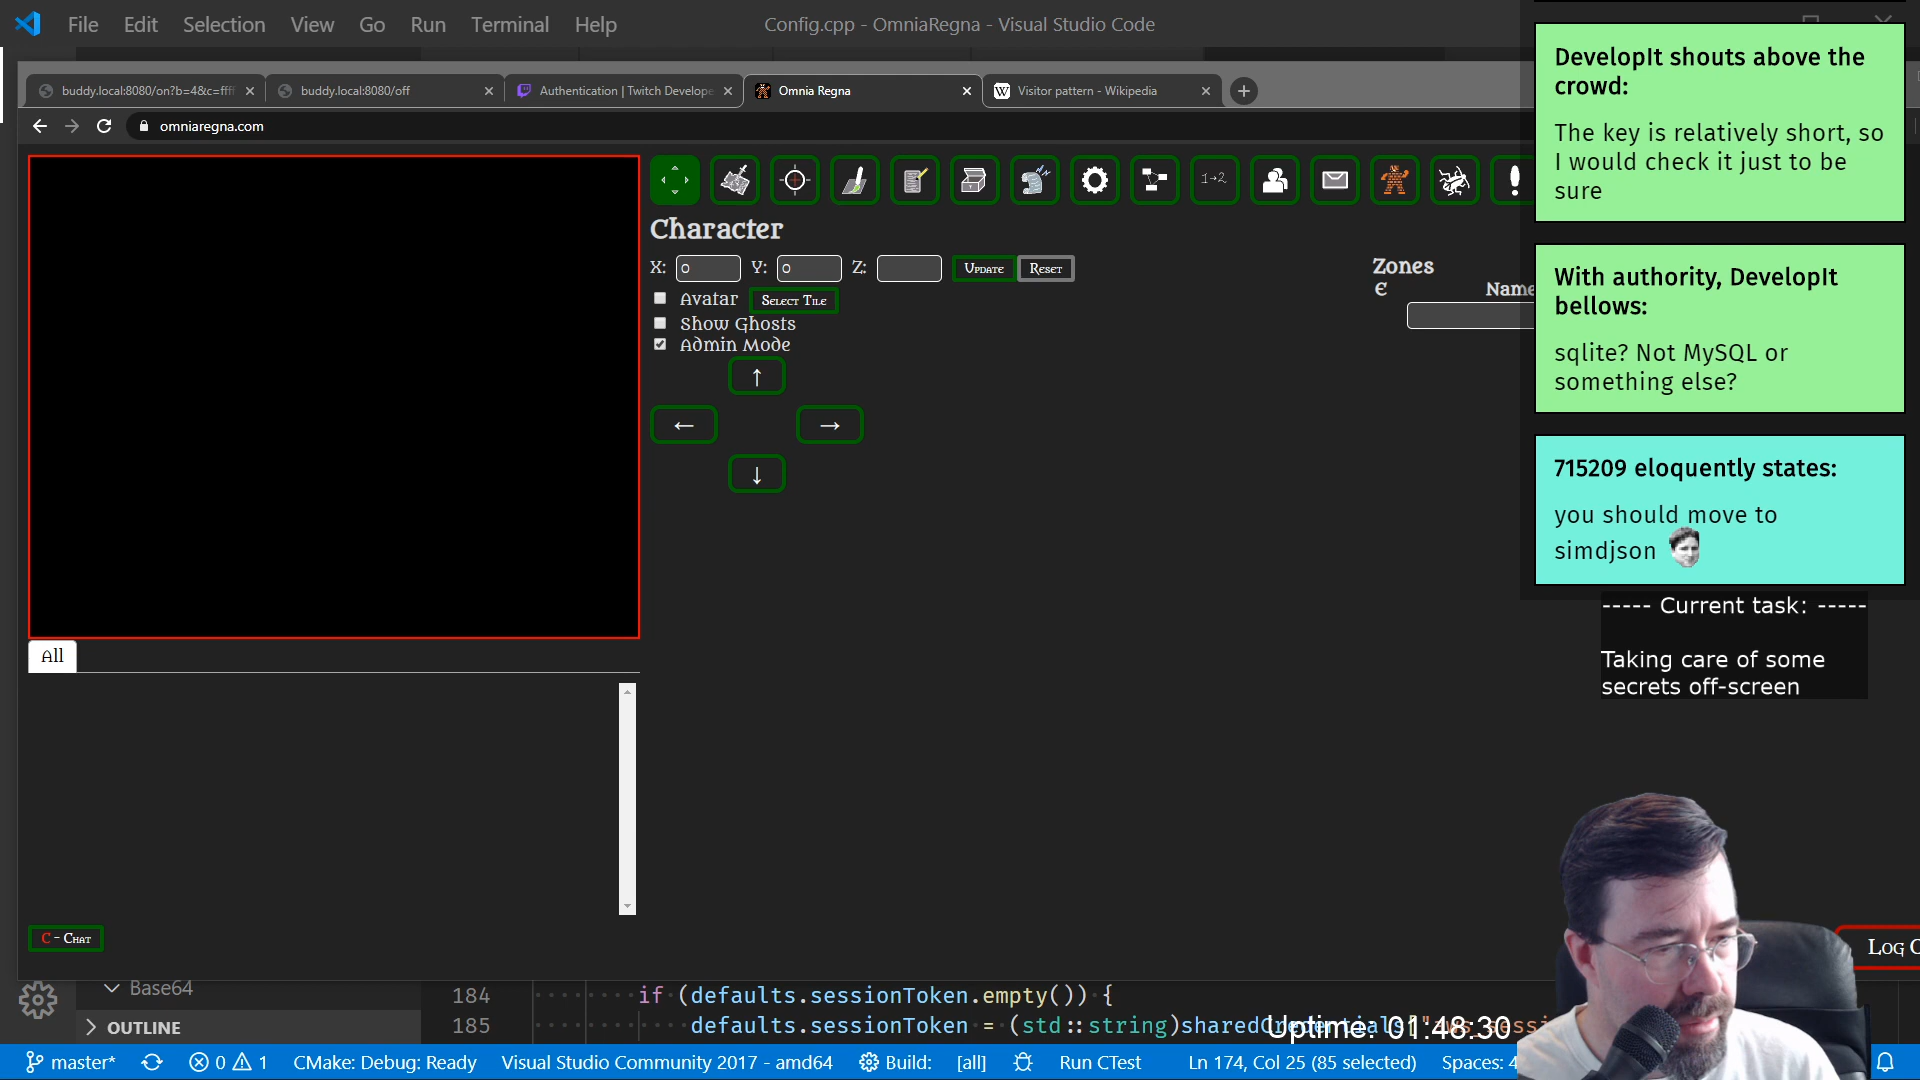 File Edit Selection View Go Run Terminal Help
Config.cpp - OmniaRegna - Visual Studio Code
buddy.local:8080/on?b=4&c=ffff
buddy.local:8080/off
Authentication | Twitch Develope
Omnia Regna
Visitor pattern - Wikipedia
omniaregna.com
1→2
Character
X: 0 Y: 0 Z: Update Reset
Avatar Select Tile
Show Ghosts
Admin Mode
↑
← →
↓
Zones
E Name
All
C - Chat
DevelopIt shouts above the
crowd:
The key is relatively short, so
I would check it just to be
sure
With authority, DevelopIt
bellows:
sqlite? Not MySQL or
something else?
715209 eloquently states:
you should move to
simdjson
----- Current task: -----
Taking care of some
secrets off-screen
Log
Base64
OUTLINE
184 if (defaults.sessionToken.empty()) {
185 defaults.sessionToken = (std::string)
Uptime: 01:48:30
master* 0 1 CMake: Debug: Ready Visual Studio Community 2017 - amd64 Build: [all] Run CTest Ln 174, Col 25 (85 selected) Spaces: 4